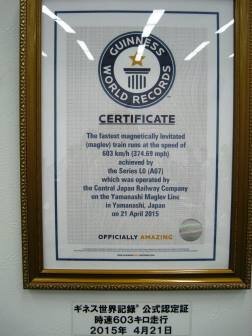 GUINNESS
WORLD RECORDS
CERTIFICATE
The fastest magnetically levitated
(maglev) train runs at the speed of
603 km/h (374.69 mph)
achieved by
the Series L0 (A07)
which was operated by
the Central Japan Railway Company
on the Yamanashi Maglev Line
in Yamanashi, Japan
on 21 April 2015
OFFICIALLY AMAZING
ギネス世界記録® 公式認定証
時速603キロ走行
2015年 4月21日